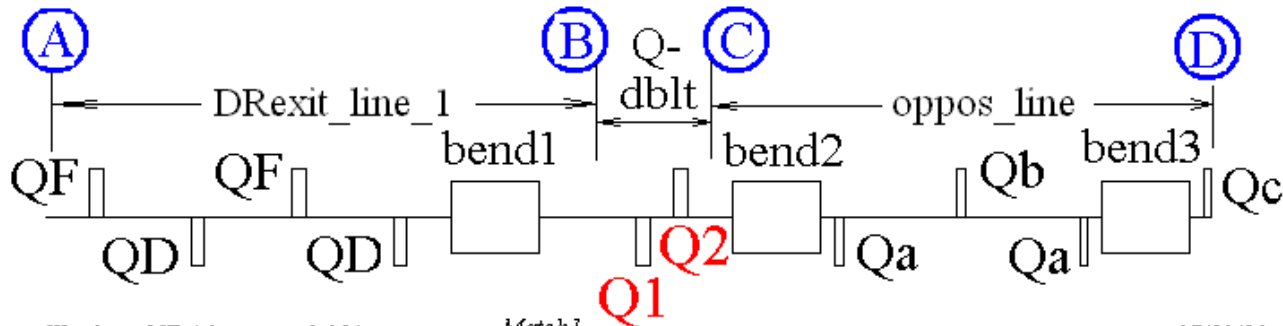 A B Q- C D
DRexit_line_1 dblt oppos_line
bend1 bend2 bend3
QF QF Qb Qc
QD QD Q2 Qa Qa
Q1